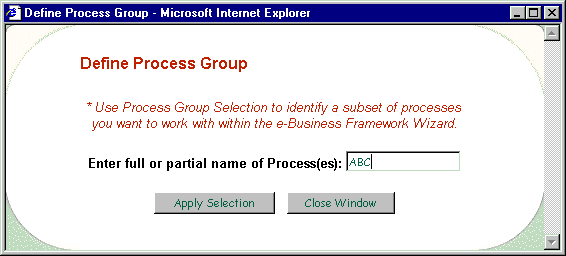 Define Process Group - Microsoft Internet Explorer
Define Process Group
* Use Process Group Selection to identify a subset of processes
you want to work with within the e-Business Framework Wizard.
Enter full or partial name of Process(es): ABC
Apply Selection Close Window